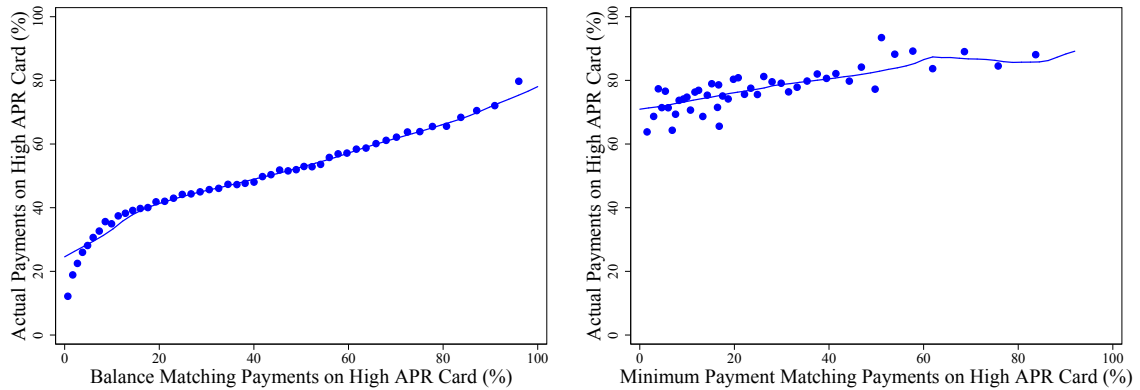 Actual Payments on High APR Card (%)
100
80
60
40
20
0
0 20 40 60 80 100
Balance Matching Payments on High APR Card (%)
Actual Payments on High APR Card (%)
100
80
60
40
20
0
0 20 40 60 80 100
Minimum Payment Matching Payments on High APR Card (%)